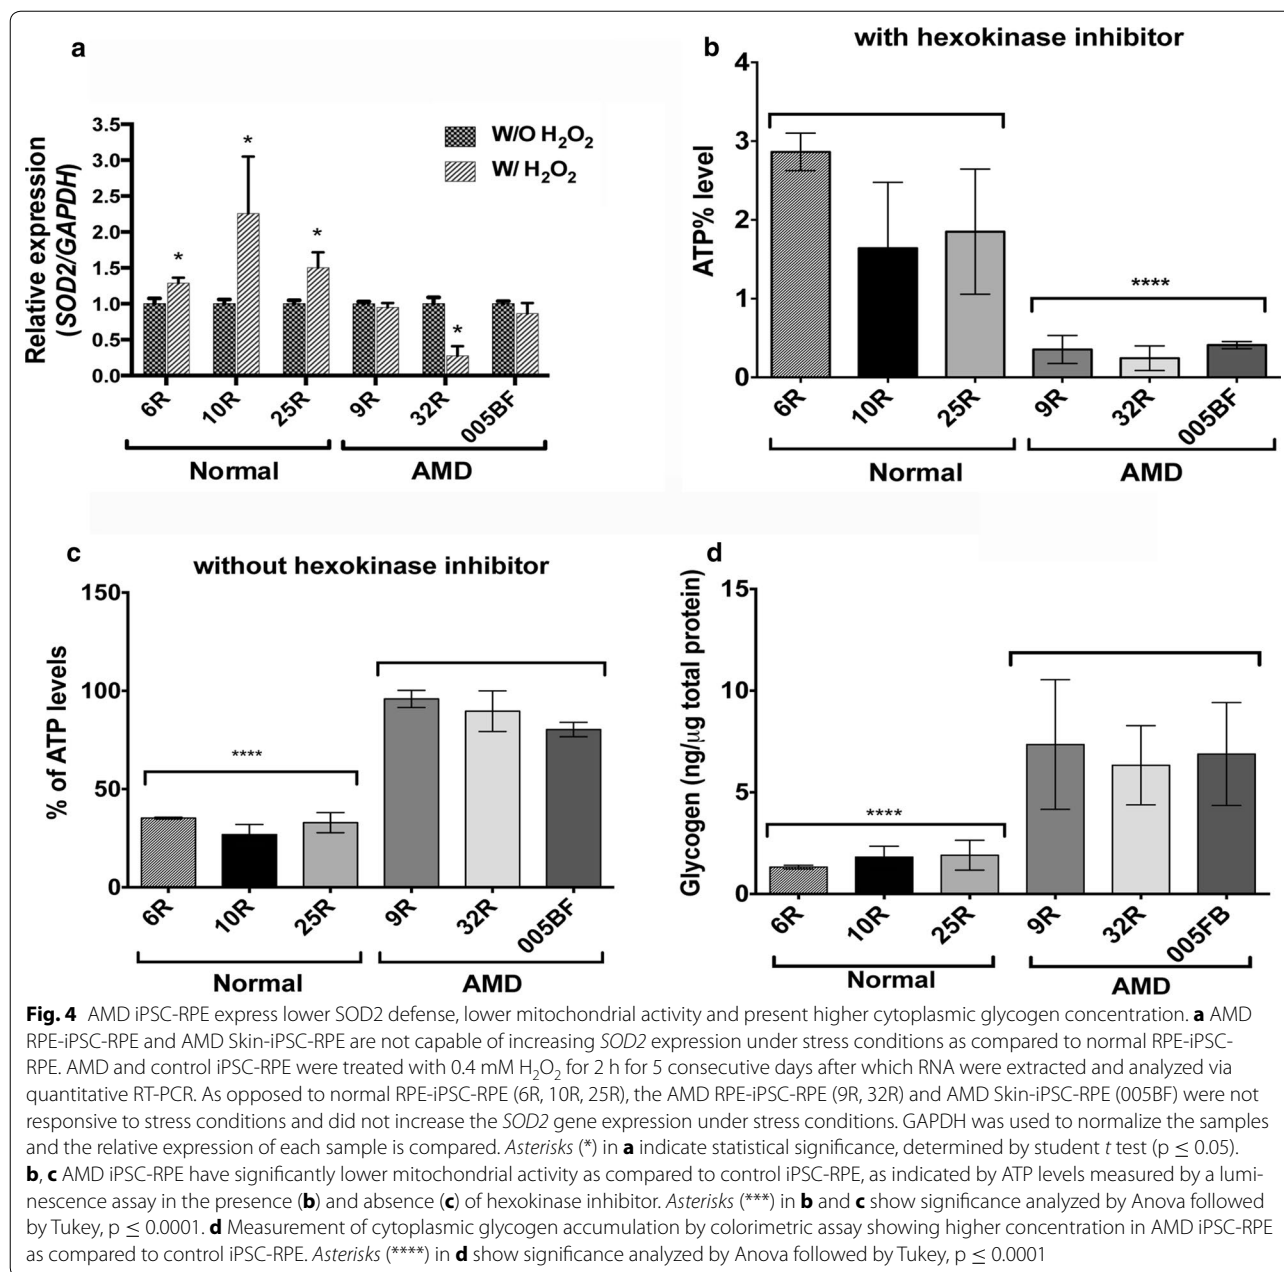 a
3.5
3.0
2.5
2.0
1.5
1.0
0.5
0.0
Relative expression
(SOD2/GAPDH)
W/O H₂O₂
W/ H₂O₂
*
*
*
*
6R
10R
25R
9R
32R
005BF
Normal
AMD
b
with hexokinase inhibitor
4
3
2
1
0
ATP% level
****
6R
10R
25R
9R
32R
005BF
Normal
AMD
c
without hexokinase inhibitor
150
100
50
0
% of ATP levels
****
6R
10R
25R
9R
32R
005BF
Normal
AMD
d
15
10
5
0
Glycogen (ng/µg total protein)
****
6R
10R
25R
9R
32R
005FB
Normal
AMD
Fig. 4 AMD iPSC-RPE express lower SOD2 defense, lower mitochondrial activity and present higher cytoplasmic glycogen concentration. a AMD
RPE-iPSC-RPE and AMD Skin-iPSC-RPE are not capable of increasing SOD2 expression under stress conditions as compared to normal RPE-iPSC-
RPE. AMD and control iPSC-RPE were treated with 0.4 mM H₂O₂ for 2 h for 5 consecutive days after which RNA were extracted and analyzed via
quantitative RT-PCR. As opposed to normal RPE-iPSC-RPE (6R, 10R, 25R), the AMD RPE-iPSC-RPE (9R, 32R) and AMD Skin-iPSC-RPE (005BF) were not
responsive to stress conditions and did not increase the SOD2 gene expression under stress conditions. GAPDH was used to normalize the samples
and the relative expression of each sample is compared. Asterisks (*) in a indicate statistical significance, determined by student t test (p ≤ 0.05).
b, c AMD iPSC-RPE have significantly lower mitochondrial activity as compared to control iPSC-RPE, as indicated by ATP levels measured by a lumi-
nescence assay in the presence (b) and absence (c) of hexokinase inhibitor. Asterisks (***) in b and c show significance analyzed by Anova followed
by Tukey, p ≤ 0.0001. d Measurement of cytoplasmic glycogen accumulation by colorimetric assay showing higher concentration in AMD iPSC-RPE
as compared to control iPSC-RPE. Asterisks (****) in d show significance analyzed by Anova followed by Tukey, p ≤ 0.0001